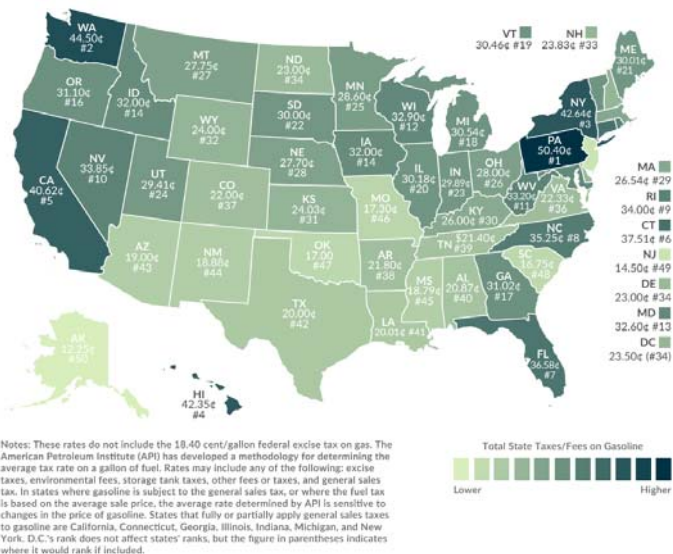 WA
44.50¢
#2
MT
27.75¢
#27
ND
23.00¢
#34
VT
30.46¢ #19
NH
23.83¢ #33
ME
30.01¢
#21
OR
31.10¢
#16
ID
32.00¢
#14
WY
24.00¢
#32
SD
30.00¢
#22
MN
28.60¢
#25
WI
32.90¢
#12
MI
30.54¢
#18
NY
42.64¢
#3
PA
50.40¢
#1
CA
40.62¢
#5
NV
33.85¢
#10
UT
29.41¢
#24
CO
22.00¢
#37
NE
27.70¢
#28
KS
24.03¢
#31
IA
32.00¢
#14
MO
17.30¢
#46
IL
30.18¢
#20
IN
29.89¢
#23
OH
28.00¢
#26
KY
26.00¢ #30
WV
33.20¢
#11
VA
22.33¢
#36
MA
26.54¢ #29
RI
34.00¢ #9
CT
37.51¢ #6
NJ
14.50¢ #49
DE
23.00¢ #34
MD
32.60¢ #13
DC
23.50¢ (#34)
AZ
19.00¢
#43
NM
18.88¢
#44
OK
17.00
#47
AR
21.80¢
#38
TN $21.40¢
#39
NC
35.25¢ #8
SC
16.75¢
#48
TX
20.00¢
#42
LA
20.01¢ #41
MS
18.79¢
#45
AL
20.87¢
#40
GA
31.02¢
#17
FL
36.58¢
#7
AK
12.25¢
#50
HI
42.35¢
#4
Notes: These rates do not include the 18.40 cent/gallon federal excise tax on gas. The
American Petroleum Institute (API) has developed a methodology for determining the
average tax rate on a gallon of fuel. Rates may include any of the following: excise
taxes, environmental fees, storage tank taxes, other fees or taxes, and general sales
tax. In states where gasoline is subject to the general sales tax, or where the fuel tax
is based on the average sale price, the average rate determined by API is sensitive to
changes in the price of gasoline. States that fully or partially apply general sales taxes
to gasoline are California, Connecticut, Georgia, Illinois, Indiana, Michigan, and New
York. D.C.'s rank does not affect states' ranks, but the figure in parentheses indicates
where it would rank if included.
Total State Taxes/Fees on Gasoline
Lower
Higher